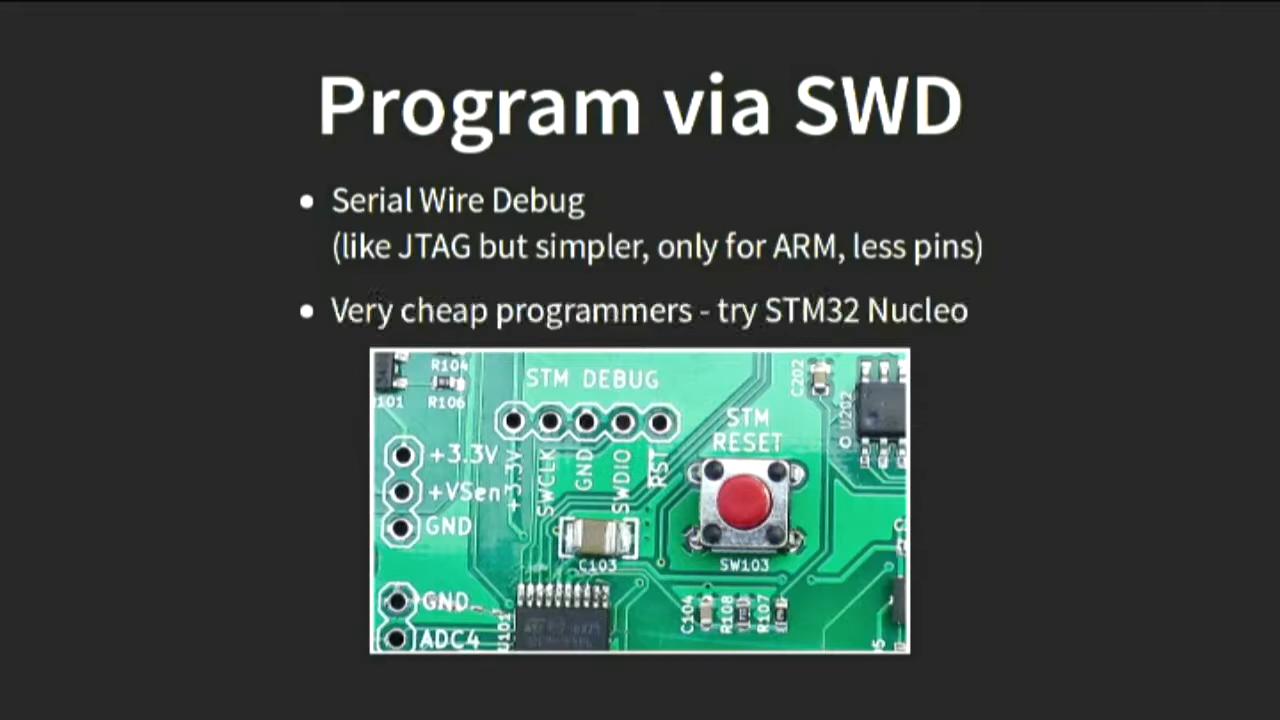 Program via SWD
Serial Wire Debug
(like JTAG but simpler, only for ARM, less pins)
Very cheap programmers - try STM32 Nucleo
R104
R106
STM DEBUG
C202
U202
STM
RESET
+3.3V
+VSen
GND
+3.3V
SWCLK
GND
SWDIO
RST
C103
SW103
GND
ADC4
U101
C104
R108
R107